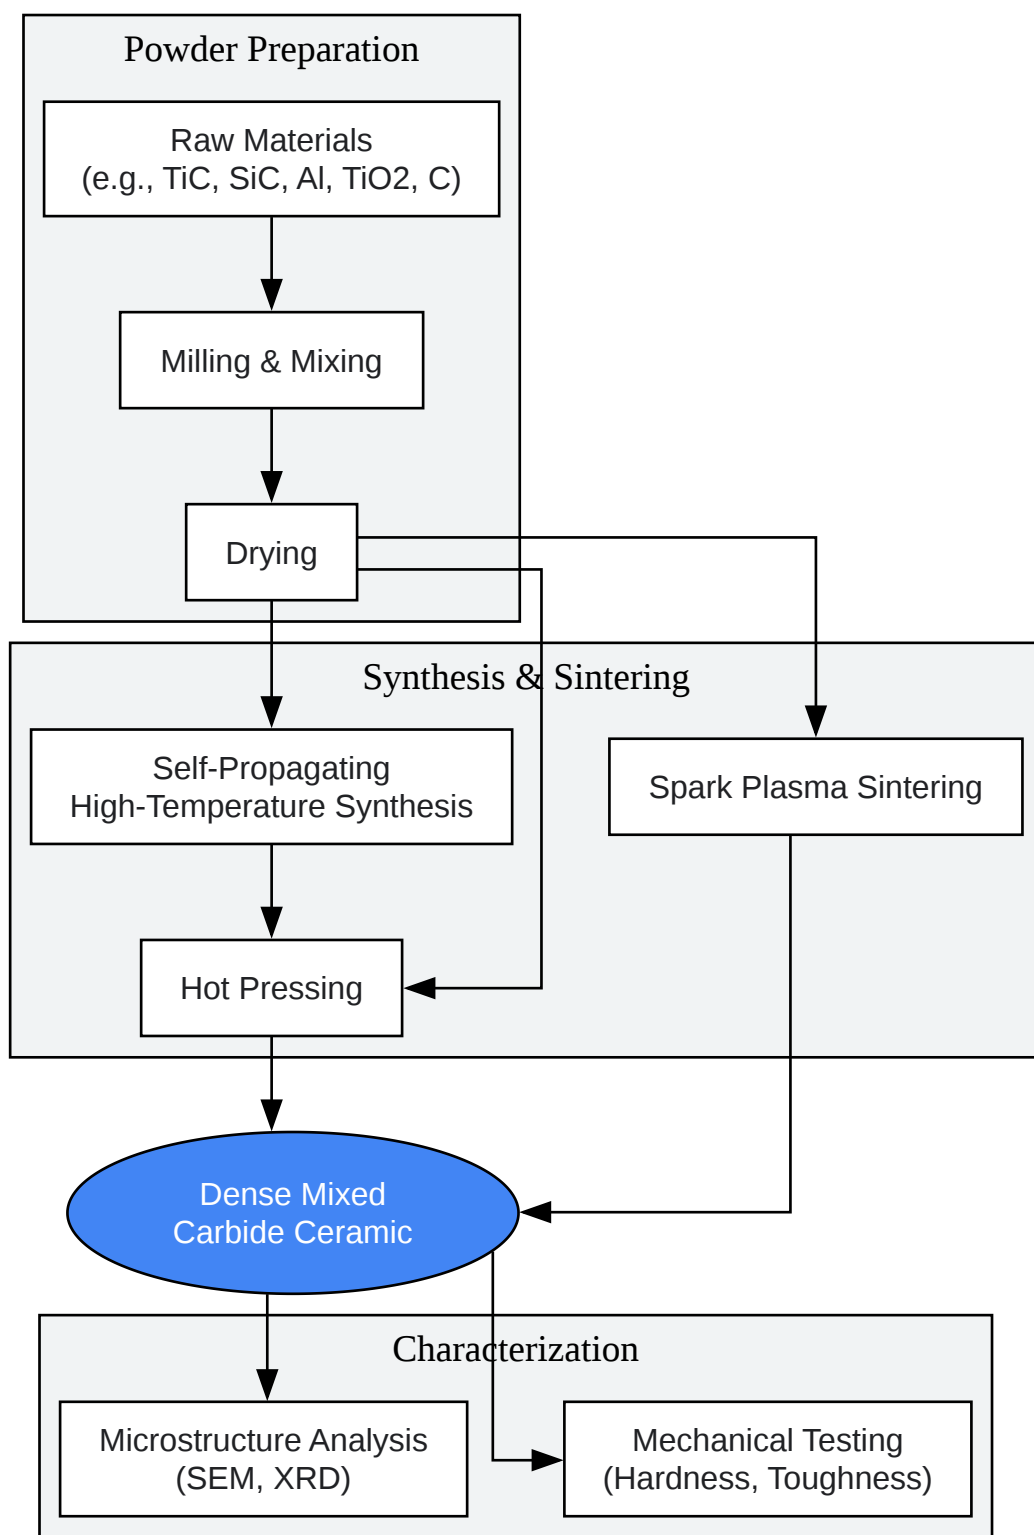 Powder Preparation
Raw Materials
(e.g., TiC, SiC, Al, TiO2, C)
Milling & Mixing
Drying
Synthesis & Sintering
Self-Propagating
High-Temperature Synthesis
Spark Plasma Sintering
Hot Pressing
Dense Mixed
Carbide Ceramic
Characterization
Microstructure Analysis
(SEM, XRD)
Mechanical Testing
(Hardness, Toughness)